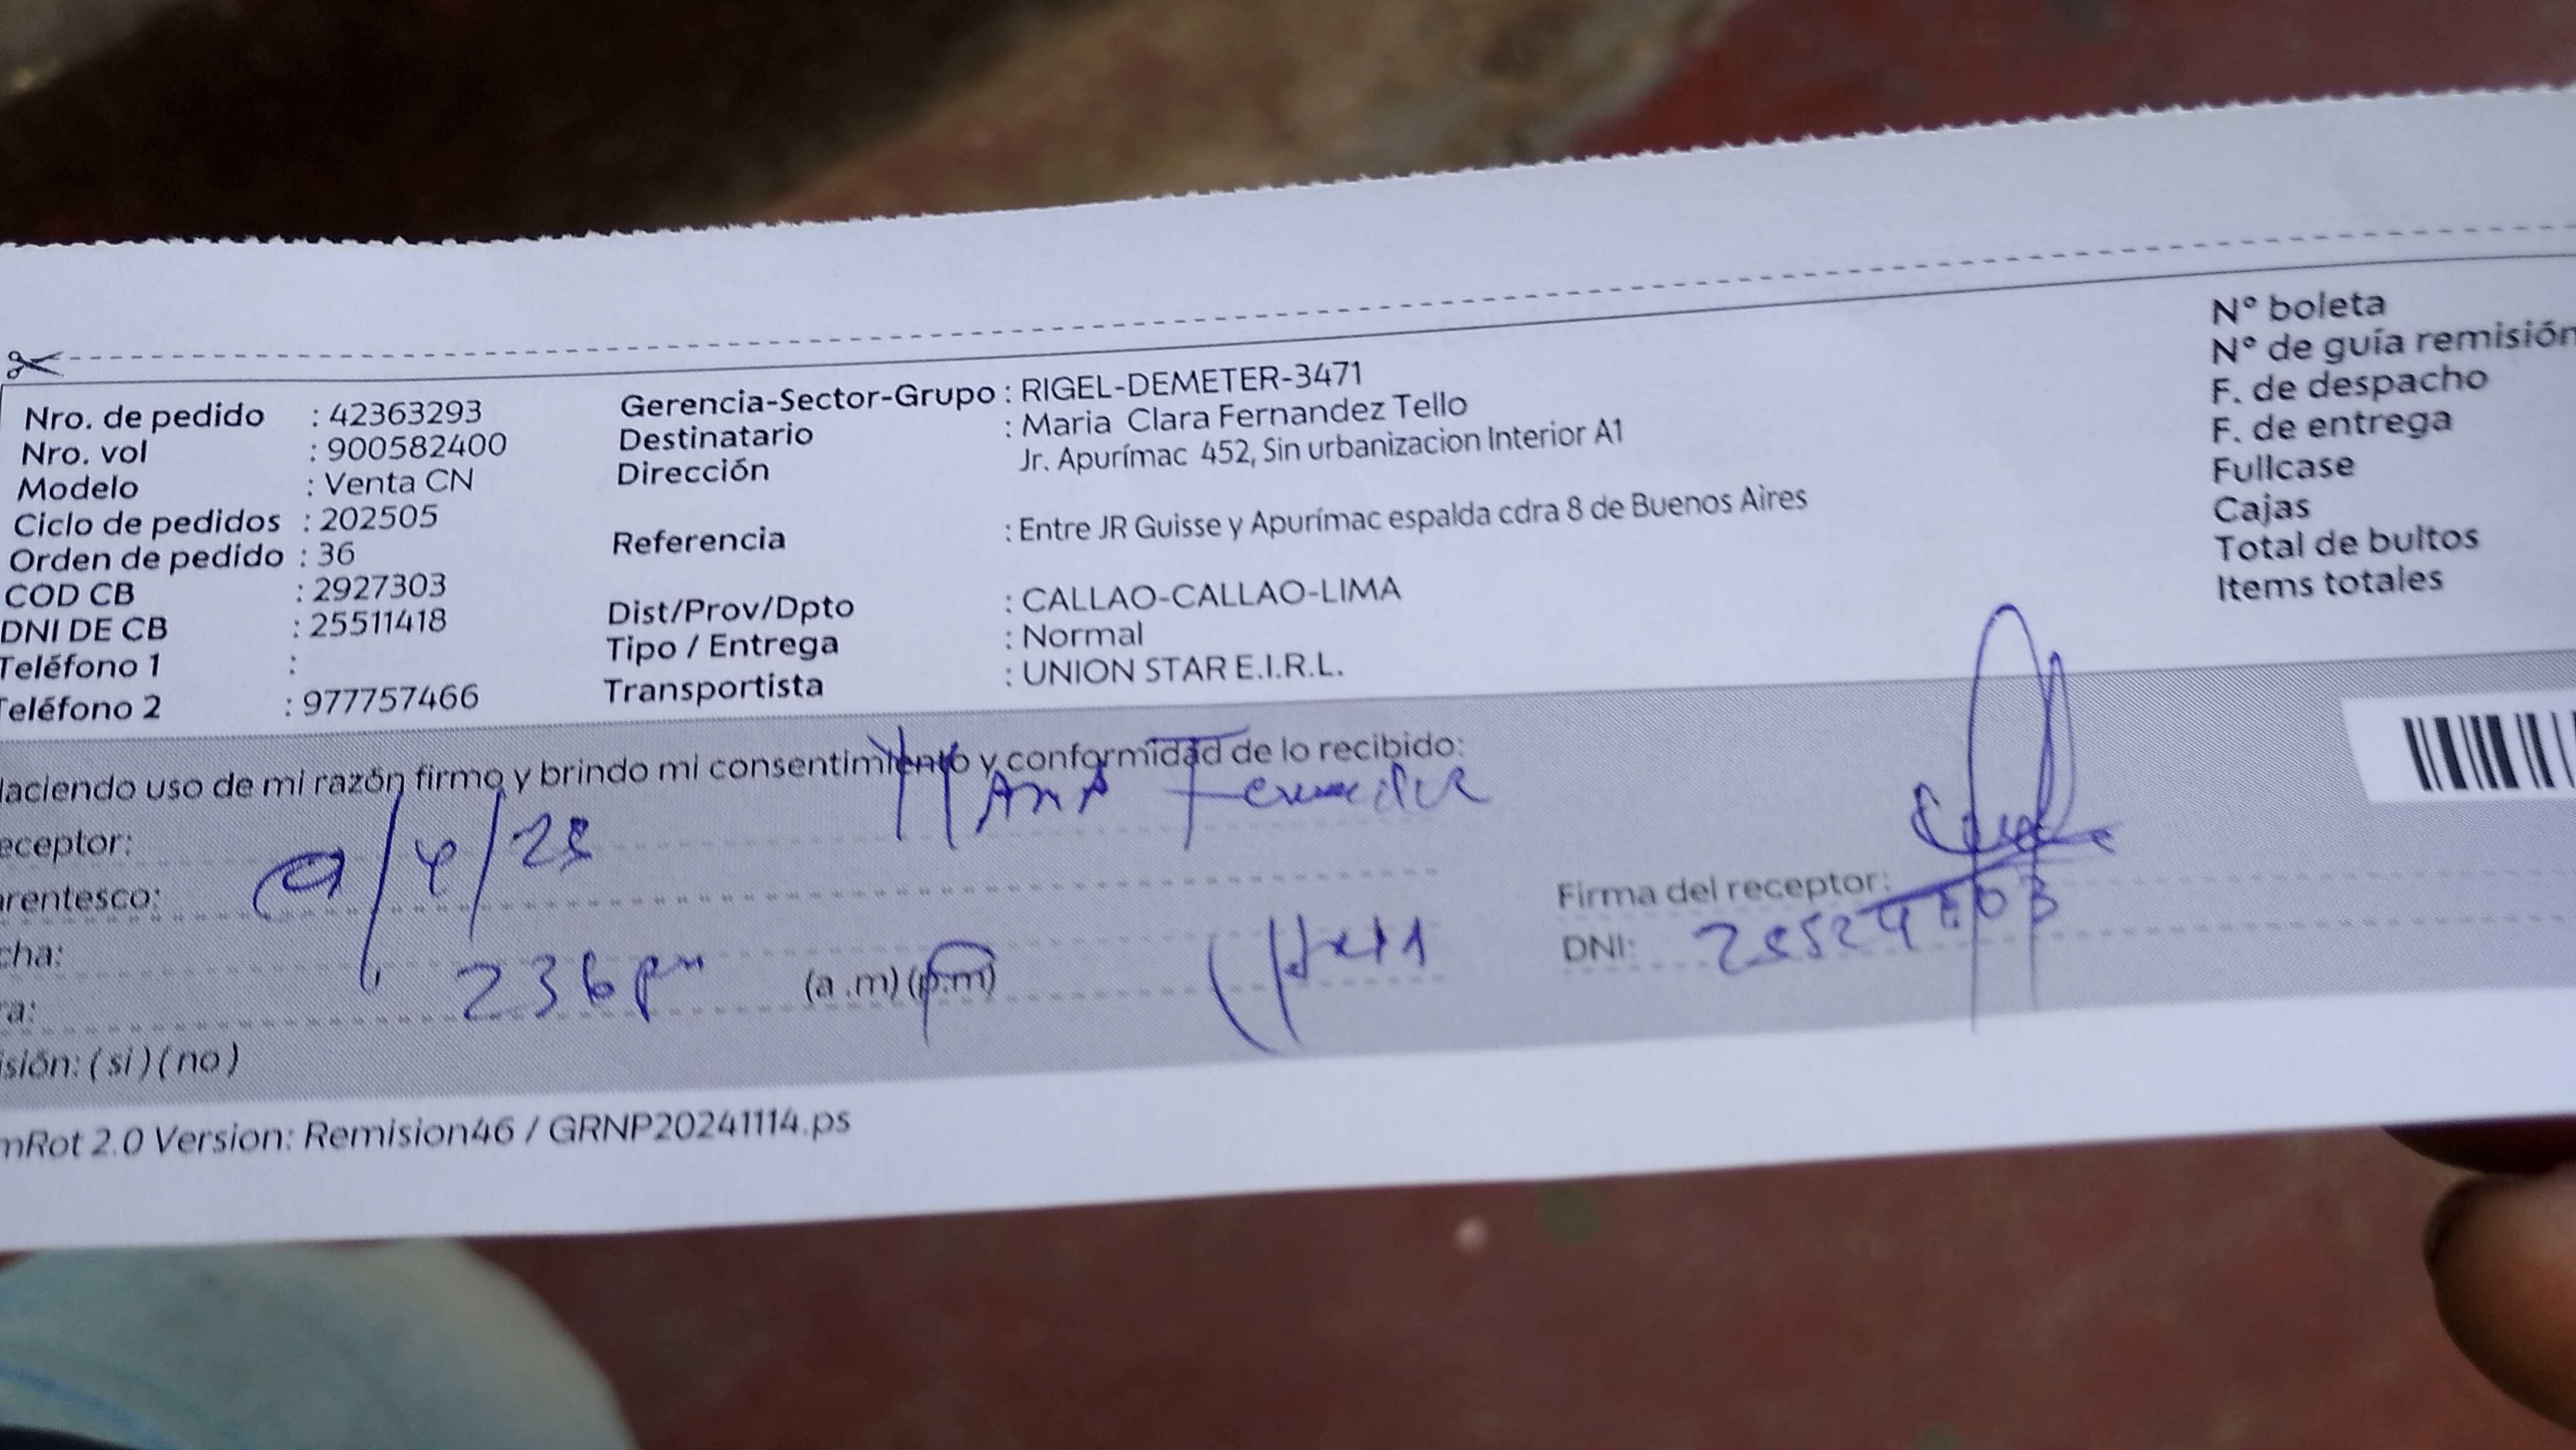 Nro. de pedido : 42363293
Nro. vol : 900582400
Modelo : Venta CN
Ciclo de pedidos : 202505
Orden de pedido : 36
COD CB : 2927303
DNI DE CB : 25511418
Teléfono 1 :
Teléfono 2 : 977757466
Gerencia-Sector-Grupo : RIGEL-DEMETER-3471
Destinatario : Maria Clara Fernandez Tello
Dirección Jr. Apurímac 452, Sin urbanizacion Interior A1
Referencia : Entre JR Guisse y Apurímac espalda cdra 8 de Buenos Aires
Dist/Prov/Dpto : CALLAO-CALLAO-LIMA
Tipo / Entrega : Normal
Transportista : UNION STAR E.I.R.L.
N° boleta
N° de guía remisión
F. de despacho
F. de entrega
Fullcase
Cajas
Total de bultos
Items totales
Haciendo uso de mi razón firmo y brindo mi consentimiento y conformidad de lo recibido:
eceptor:
arentesco:
cha:
ra: 236 pm (a .m) (p.m)
isión: ( si ) ( no )
Firma del receptor:
DNI:
mRot 2.0 Version: Remision46 / GRNP20241114.ps